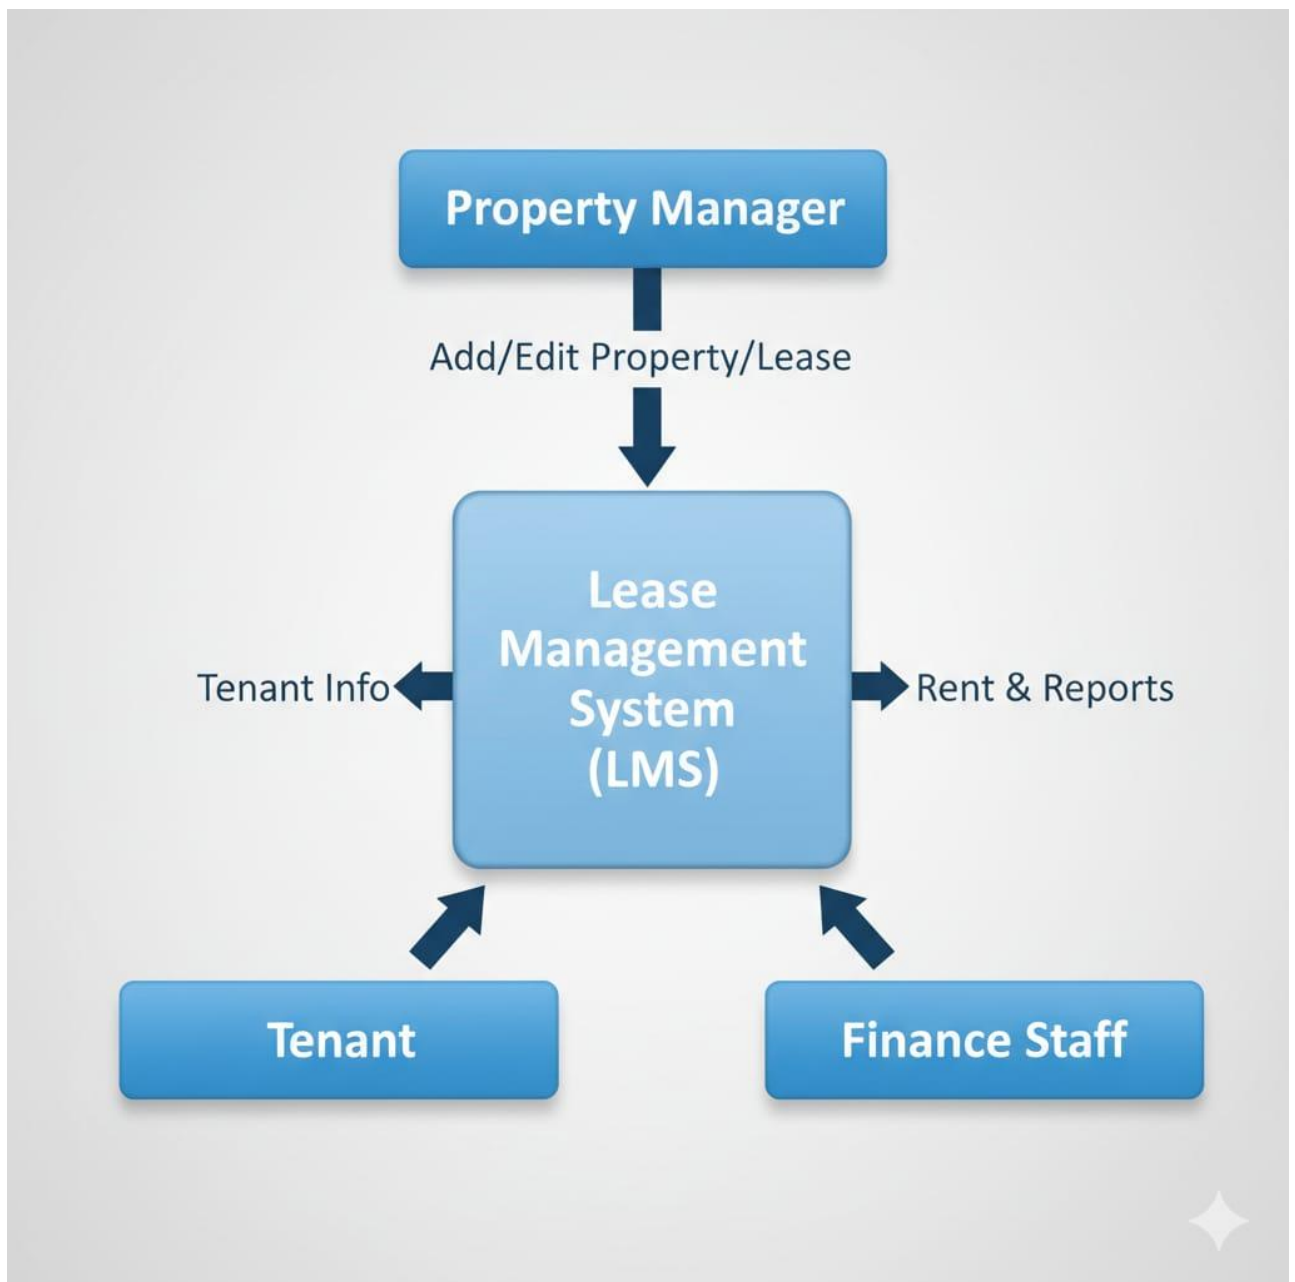 Property Manager
Add/Edit Property/Lease
Lease
Management
System
(LMS)
Tenant Info
Rent & Reports
Tenant
Finance Staff